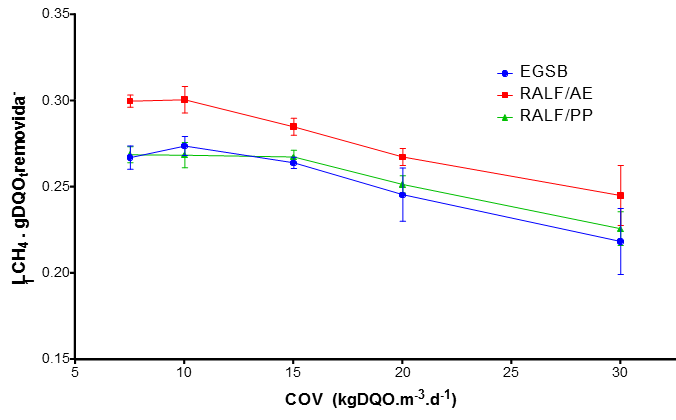 0.35
0.30
0.25
0.20
0.15
5
10
15
20
25
30
EGSB
RALF/AE
RALF/PP
COV (kgDQO.m-3.d-1)
LCH4 . gDQOremovida-